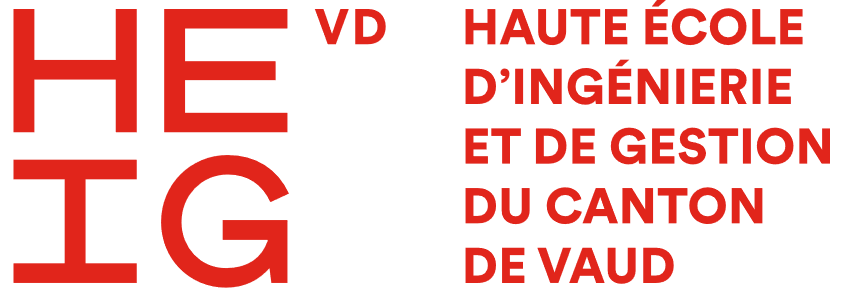 HE VD
IG
HAUTE ÉCOLE
D’INGÉNIERIE
ET DE GESTION
DU CANTON
DE VAUD